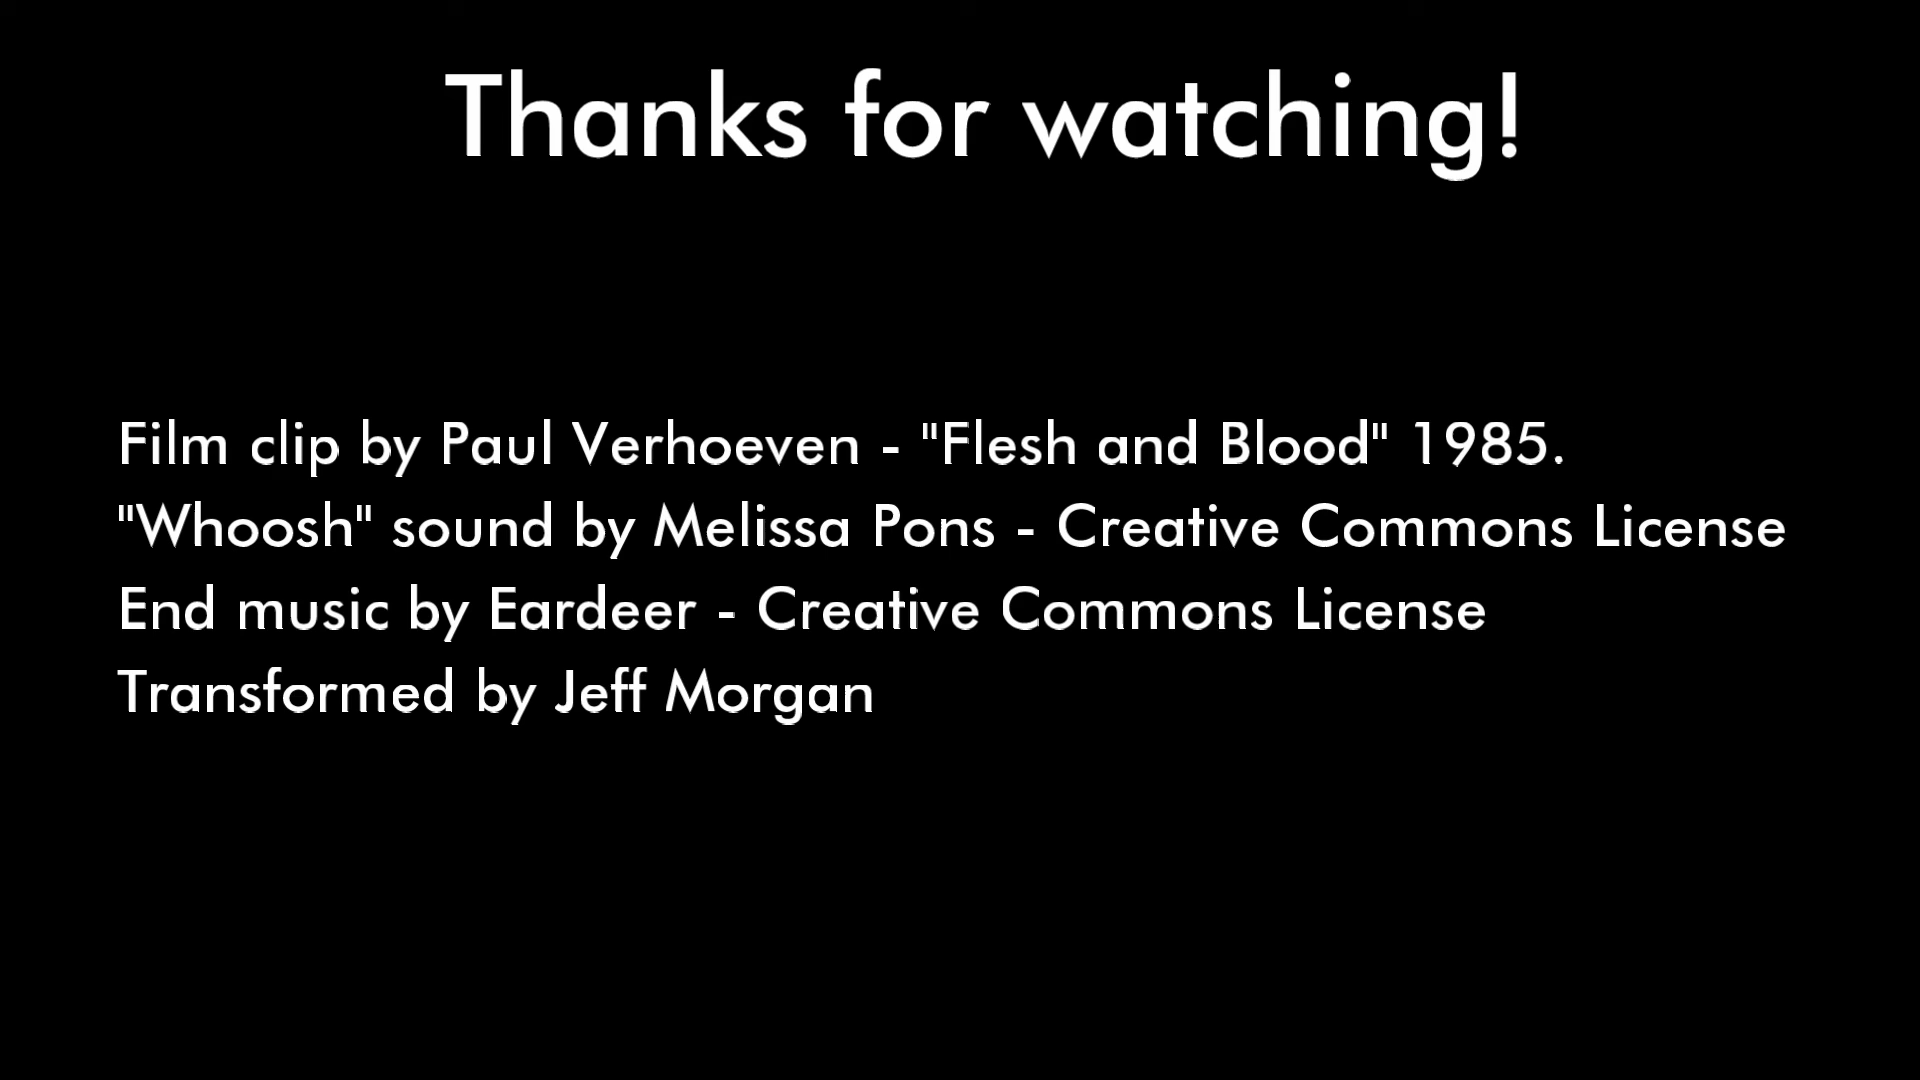 Thanks for watching!
Film clip by Paul Verhoeven - "Flesh and Blood" 1985.
"Whoosh" sound by Melissa Pons - Creative Commons License
End music by Eardeer - Creative Commons License
Transformed by Jeff Morgan